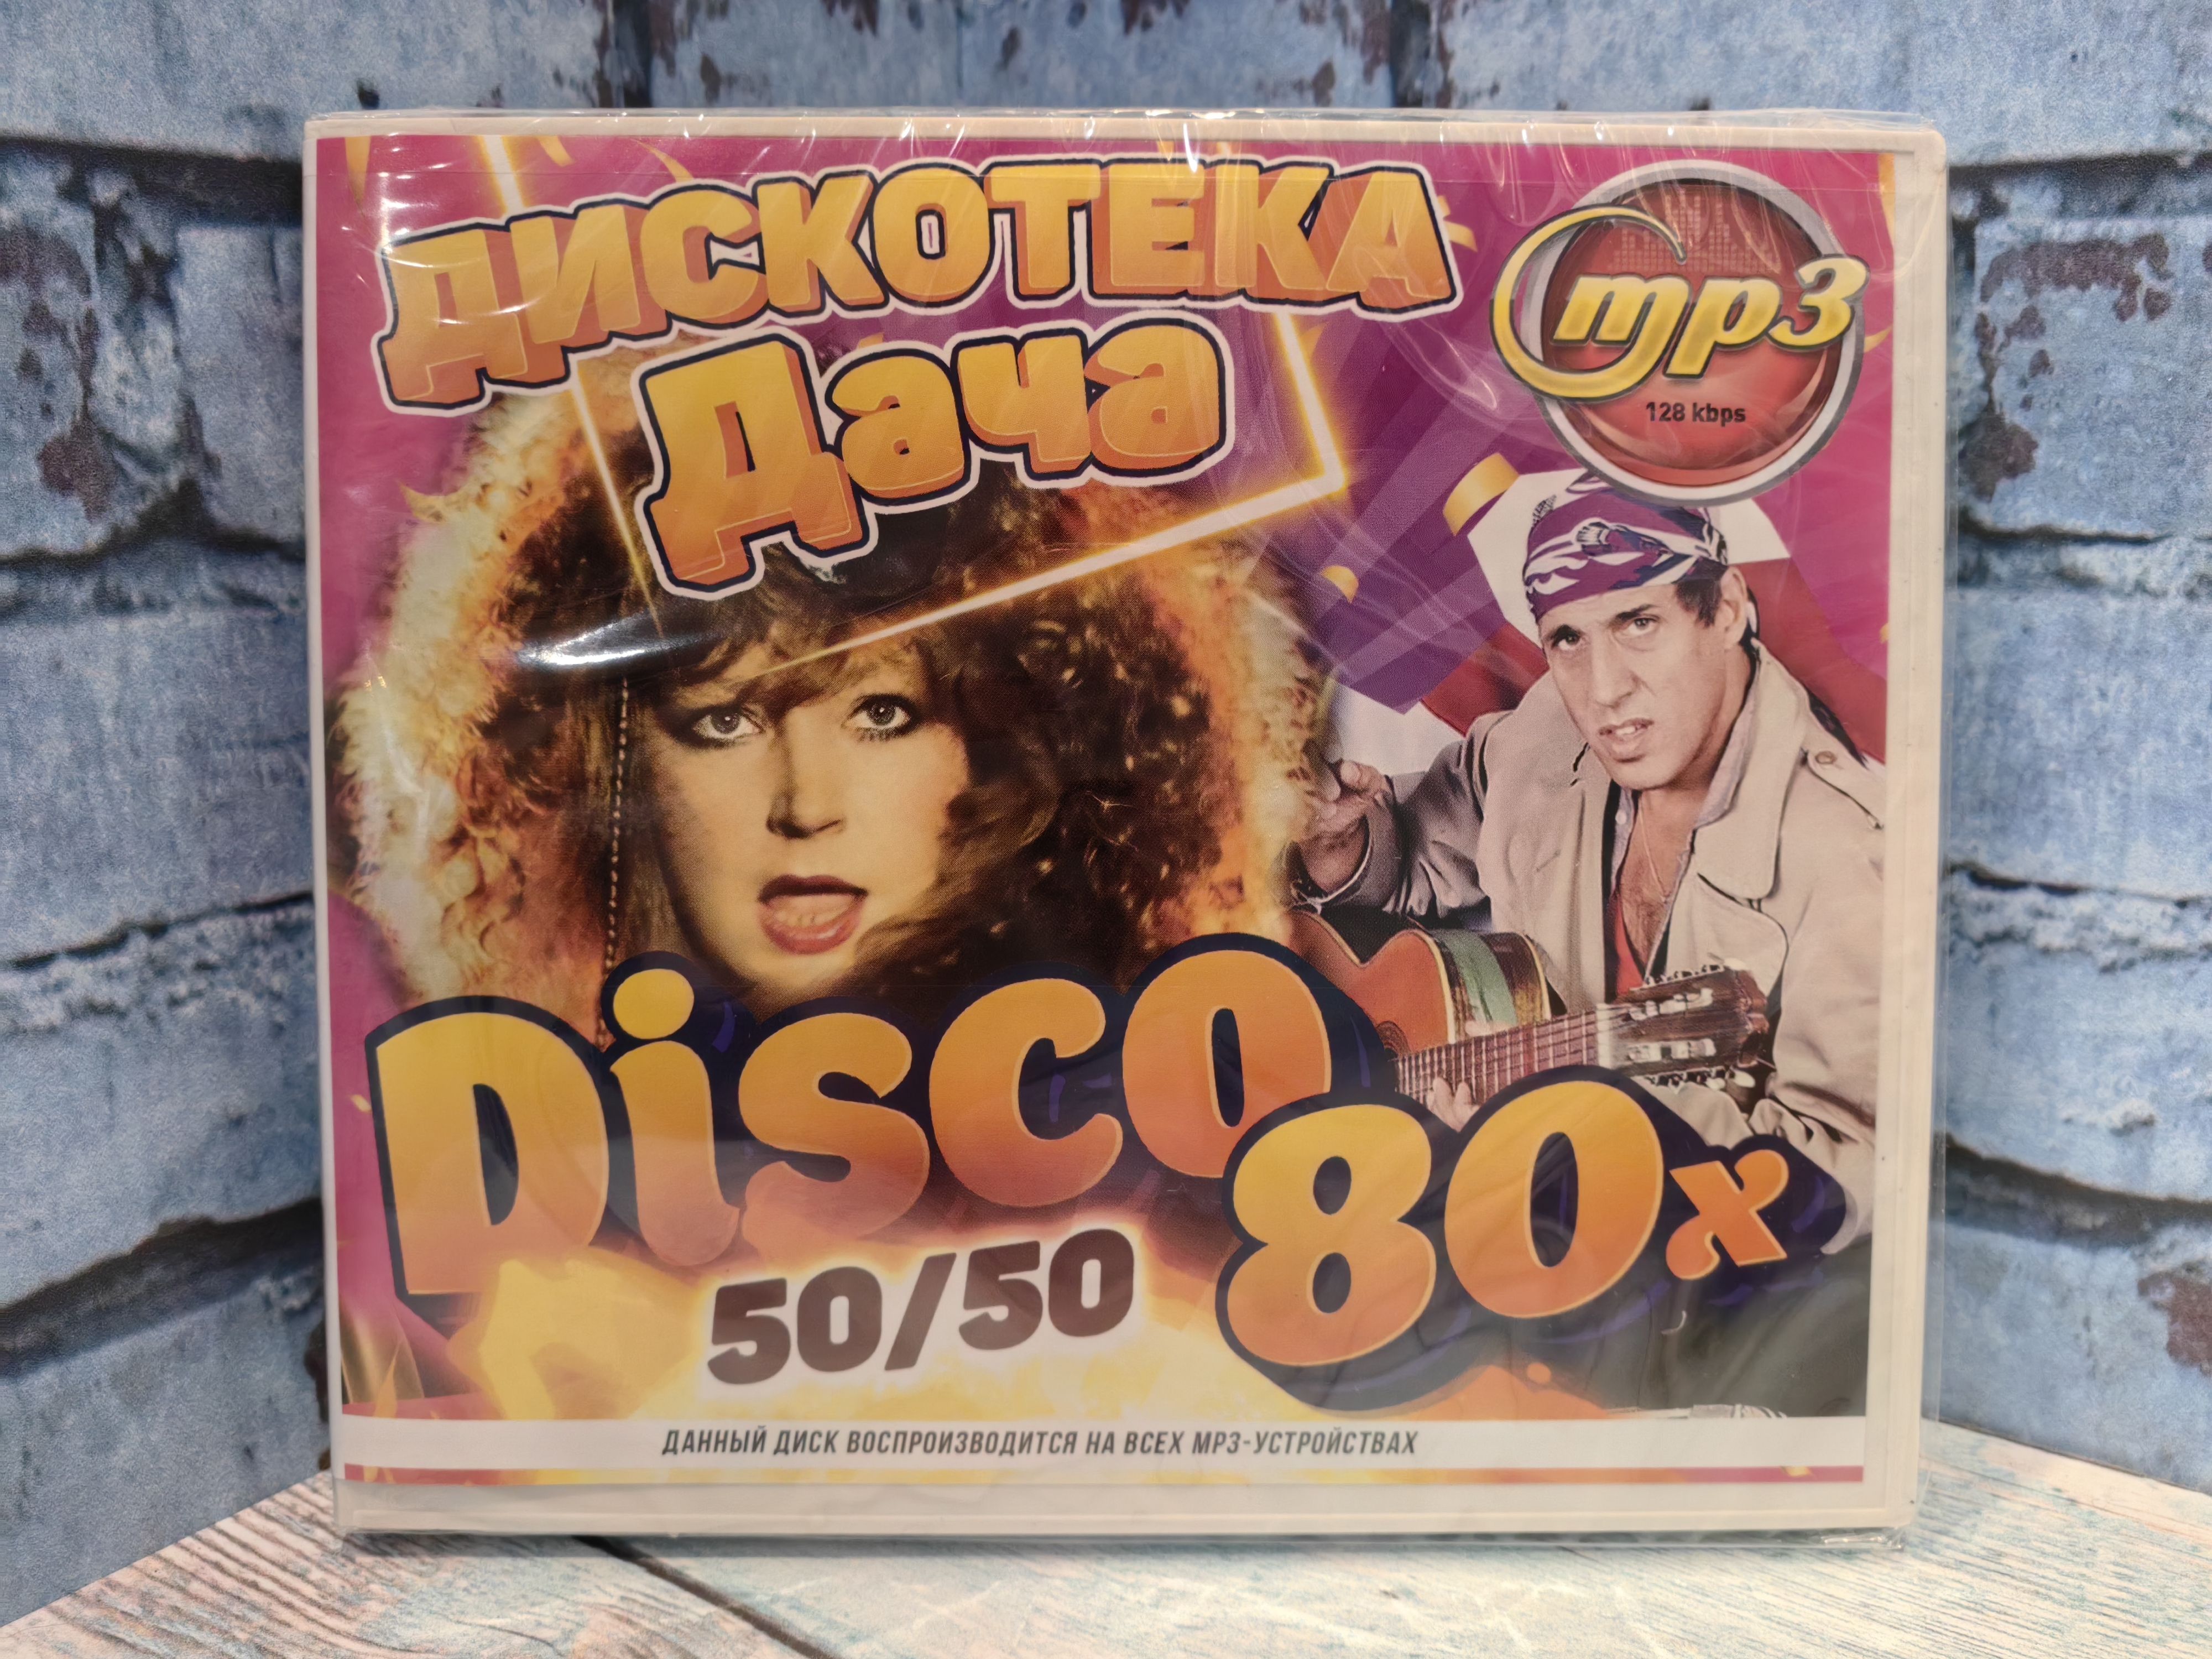 ДИСКОТЕКА
Дача
mp3
128 kbps
Disco
80х
50/50
ДАННЫЙ ДИСК ВОСПРОИЗВОДИТСЯ НА ВСЕХ MP3-УСТРОЙСТВАХ